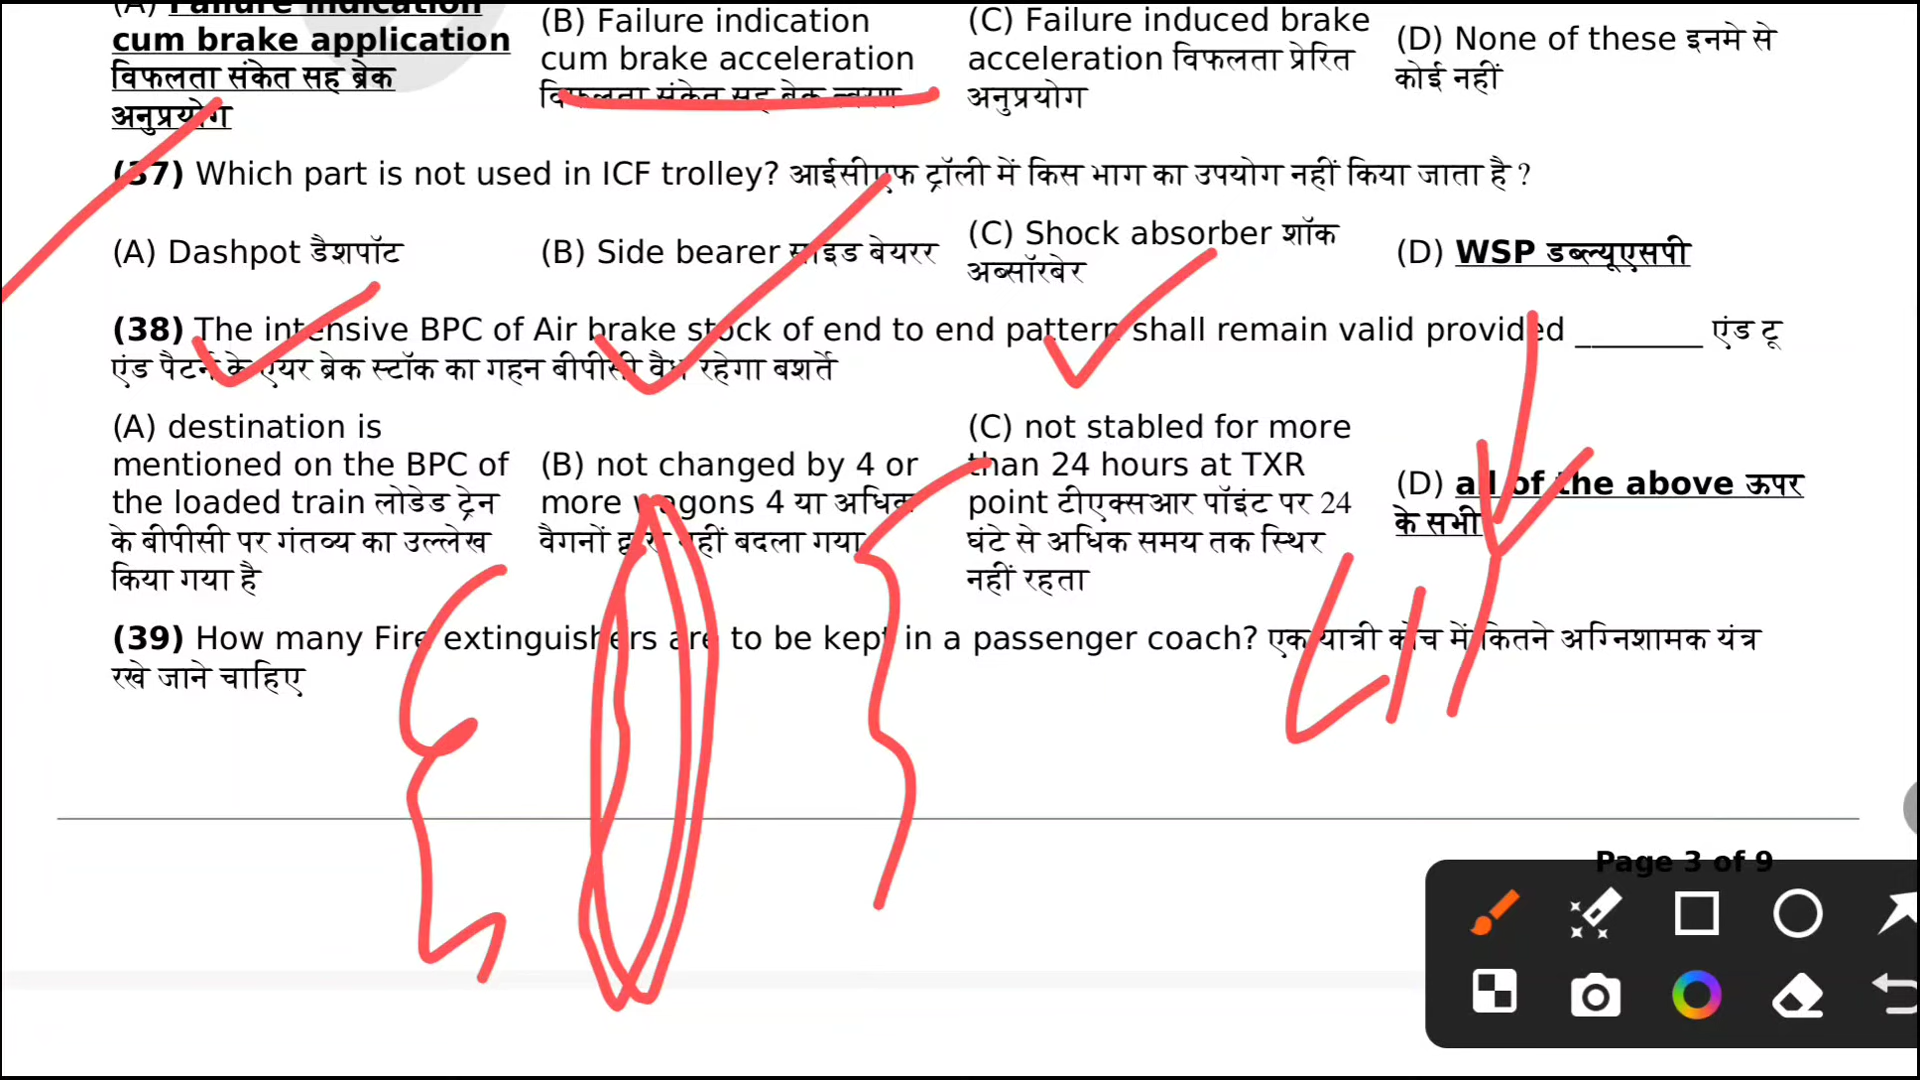 (A) Failure indication
cum brake application
विफलता संकेत सह ब्रेक
अनुप्रयोग
(B) Failure indication
cum brake acceleration
विफलता संकेत सह ब्रेक त्वरण
(C) Failure induced brake
acceleration विफलता प्रेरित
अनुप्रयोग
(D) None of these इनमे से
कोई नहीं
(37) Which part is not used in ICF trolley? आईसीएफ ट्रॉली में किस भाग का उपयोग नहीं किया जाता है ?
(A) Dashpot डैशपॉट
(B) Side bearer साइड बेयरर
(C) Shock absorber शॉक
अब्सॉरबेर
(D) WSP डब्ल्यूएसपी
(38) The intensive BPC of Air brake stock of end to end pattern shall remain valid provided ________ एंड टू
एंड पैटर्न के एयर ब्रेक स्टॉक का गहन बीपीसी वैध रहेगा बशर्ते
(A) destination is
mentioned on the BPC of
the loaded train लोडेड ट्रेन
के बीपीसी पर गंतव्य का उल्लेख
किया गया है
(B) not changed by 4 or
more wagons 4 या अधिक
वैगनों द्वारा नहीं बदला गया
(C) not stabled for more
than 24 hours at TXR
point टीएक्सआर पॉइंट पर 24
घंटे से अधिक समय तक स्थिर
नहीं रहता
(D) all of the above ऊपर
के सभी
(39) How many Fire extinguishers are to be kept in a passenger coach? एक यात्री कोच में कितने अग्निशामक यंत्र
रखे जाने चाहिए
Page 3 of 9